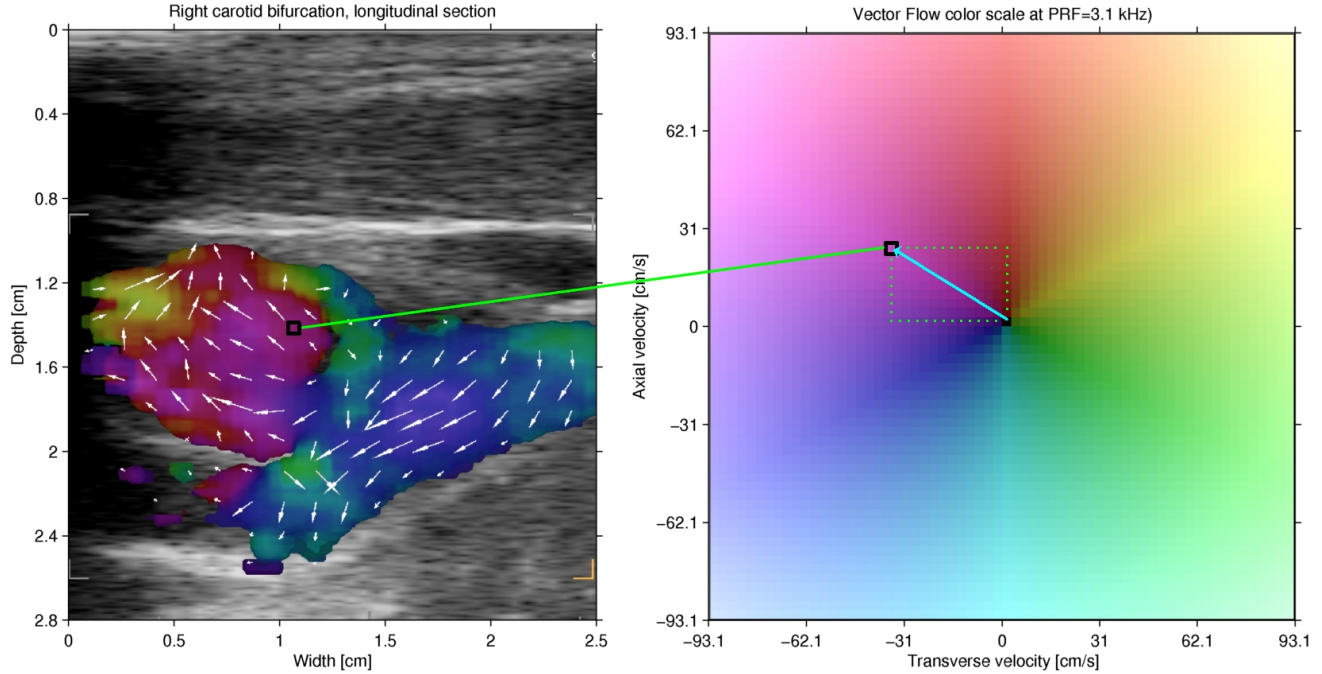 Right carotid bifurcation, longitudinal section
0
0.4
0.8
1.2
1.6
2
2.4
2.8
Depth [cm]
0 0.5 1 1.5 2 2.5
Width [cm]
Vector Flow color scale at PRF=3.1 kHz)
93.1
62.1
31
0
−31
−62.1
−93.1
Axial velocity [cm/s]
−93.1 −62.1 −31 0 31 62.1 93.1
Transverse velocity [cm/s]